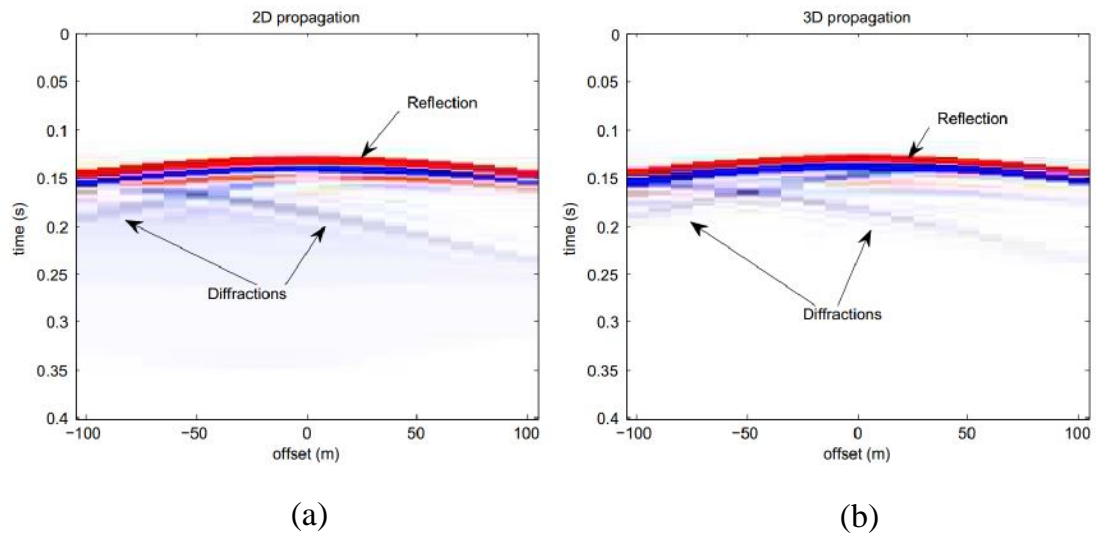 2D propagation
0
0.05
0.1
0.15
0.2
0.25
0.3
0.35
0.4
time (s)
Reflection
Diffractions
−100
−50
0
50
100
offset (m)
(a)
3D propagation
0
0.05
0.1
0.15
0.2
0.25
0.3
0.35
0.4
time (s)
Reflection
Diffractions
−100
−50
0
50
100
offset (m)
(b)